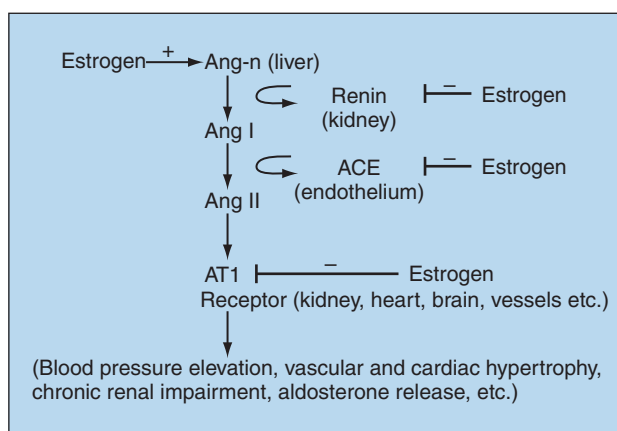 Estrogen + Ang-n (liver)
Renin – Estrogen
(kidney)
Ang I
ACE – Estrogen
(endothelium)
Ang II
AT1 – Estrogen
Receptor (kidney, heart, brain, vessels etc.)
(Blood pressure elevation, vascular and cardiac hypertrophy,
chronic renal impairment, aldosterone release, etc.)